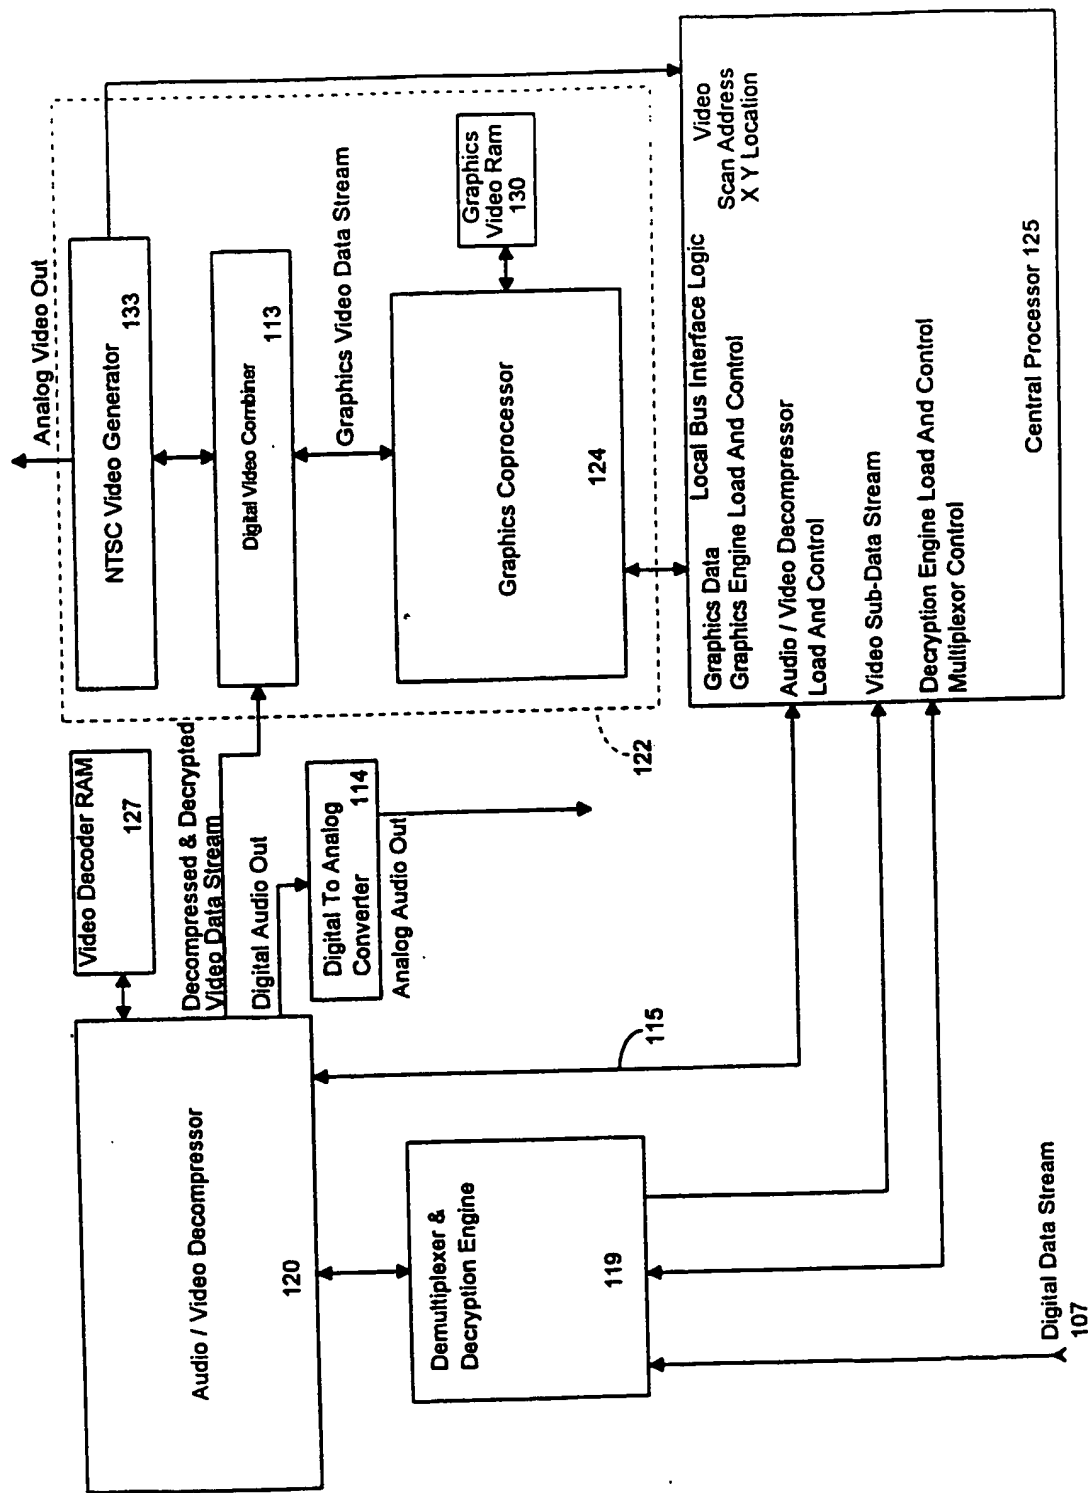 Audio / Video Decompressor
120
Video Decoder RAM
127
Decompressed & Decrypted
Video Data Stream
Digital Audio Out
Digital To Analog
Converter
114
Analog Audio Out
Demultiplexer &
Decryption Engine
119
Digital Data Stream
107
115
122
Analog Video Out
NTSC Video Generator
133
Digital Video Combiner
113
Graphics Video Data Stream
Graphics Coprocessor
124
Graphics
Video Ram
130
Graphics Data
Graphics Engine Load And Control
Local Bus Interface Logic
Video
Scan Address
X Y Location
Audio / Video Decompressor
Load And Control
Video Sub-Data Stream
Decryption Engine Load And Control
Multiplexor Control
Central Processor 125